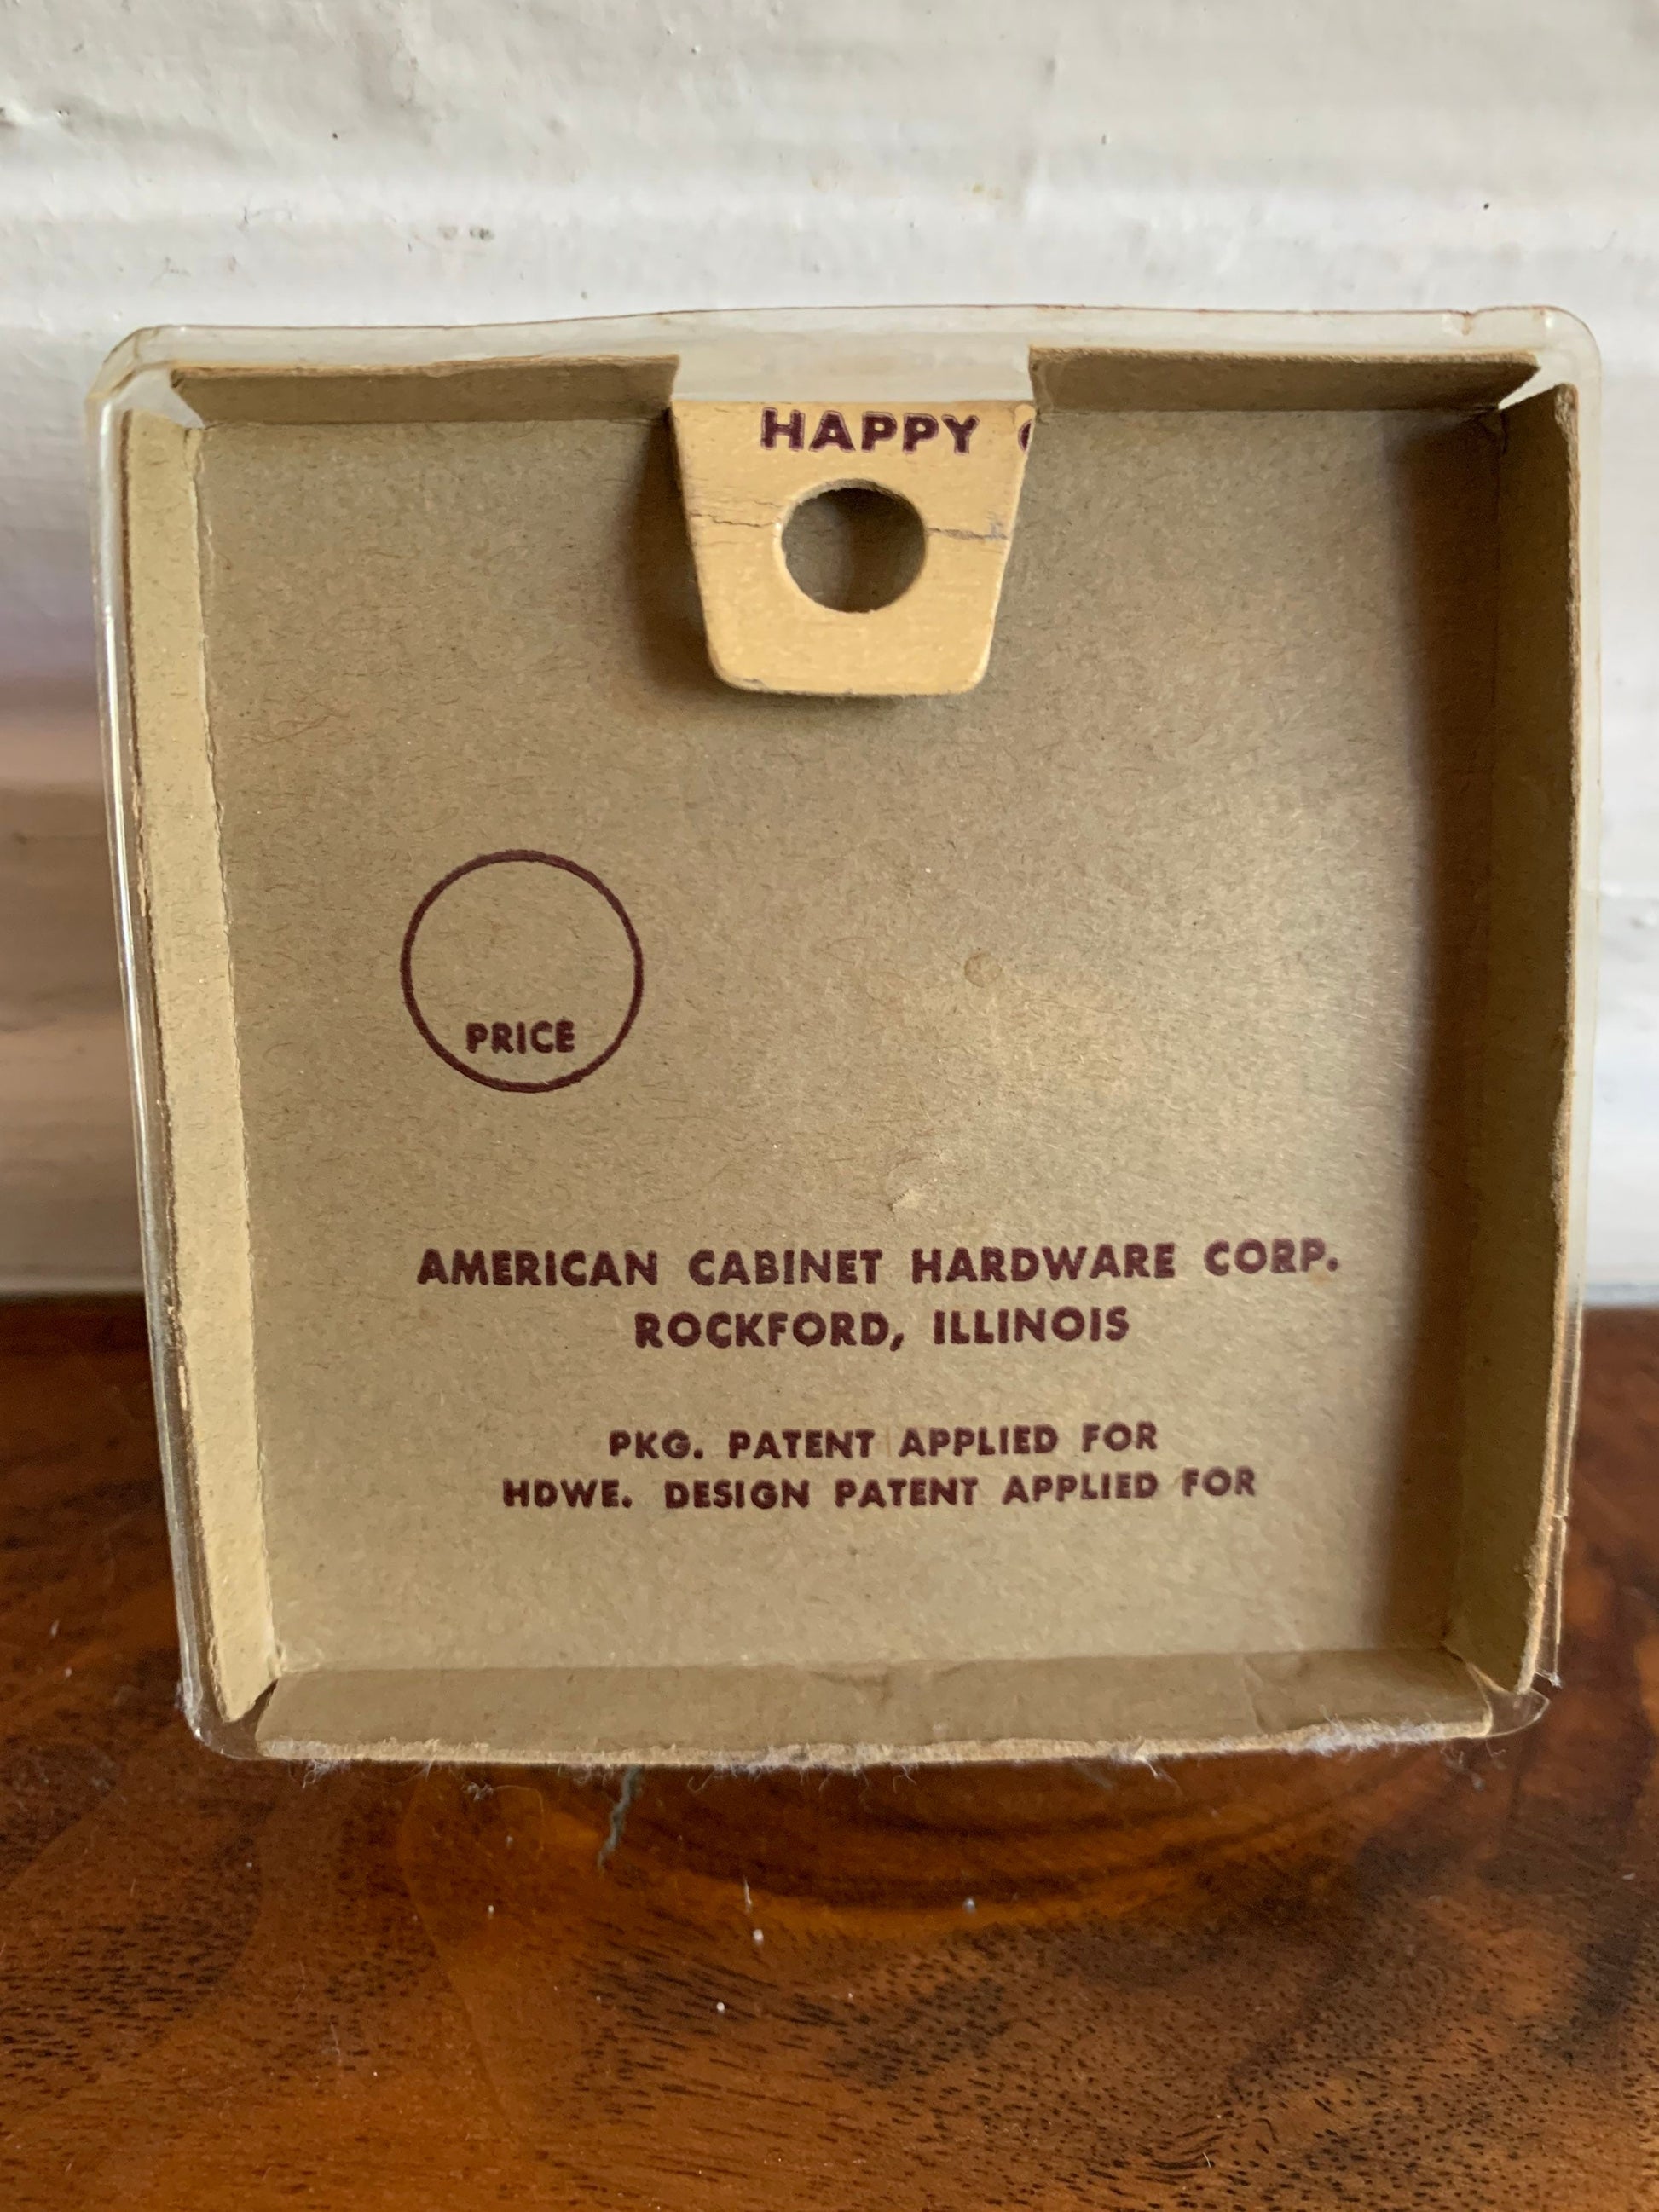 HAPPY
PRICE
AMERICAN CABINET HARDWARE CORP.
ROCKFORD, ILLINOIS
PKG. PATENT APPLIED FOR
HDWE. DESIGN PATENT APPLIED FOR